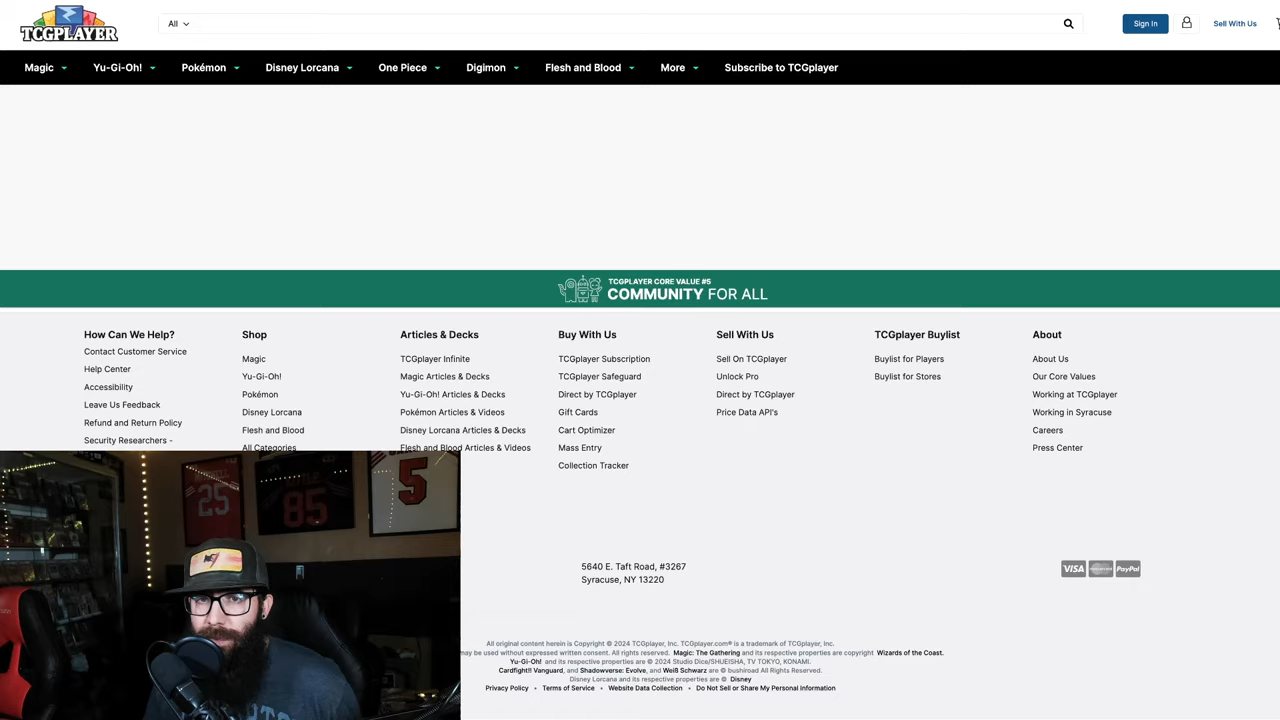 TCGPLAYER
All
Sign In
Sell With Us
Magic
Yu-Gi-Oh!
Pokémon
Disney Lorcana
One Piece
Digimon
Flesh and Blood
More
Subscribe to TCGplayer
TCGPLAYER CORE VALUE #5
COMMUNITY FOR ALL
How Can We Help?
Contact Customer Service
Help Center
Accessibility
Leave Us Feedback
Refund and Return Policy
Security Researchers -
Shop
Magic
Yu-Gi-Oh!
Pokémon
Disney Lorcana
Flesh and Blood
All Categories
Articles & Decks
TCGplayer Infinite
Magic Articles & Decks
Yu-Gi-Oh! Articles & Decks
Pokémon Articles & Videos
Disney Lorcana Articles & Decks
Flesh and Blood Articles & Videos
Buy With Us
TCGplayer Subscription
TCGplayer Safeguard
Direct by TCGplayer
Gift Cards
Cart Optimizer
Mass Entry
Collection Tracker
Sell With Us
Sell On TCGplayer
Unlock Pro
Direct by TCGplayer
Price Data API's
TCGplayer Buylist
Buylist for Players
Buylist for Stores
About
About Us
Our Core Values
Working at TCGplayer
Working in Syracuse
Careers
Press Center
25
85
5
5640 E. Taft Road, #3267
Syracuse, NY 13220
VISA
PayPal
All original content herein is Copyright © 2024 TCGplayer, Inc. TCGplayer.com® is a trademark of TCGplayer, Inc.
may be used without expressed written consent. All rights reserved. Magic: The Gathering and its respective properties are copyright Wizards of the Coast.
Yu-Gi-Oh! and its respective properties are © 2024 Studio Dice/SHUEISHA, TV TOKYO, KONAMI.
Cardfight!! Vanguard, and Shadowverse: Evolve, and Weiß Schwarz are © bushiroad All Rights Reserved.
Disney Lorcana and its respective properties are © Disney
Privacy Policy • Terms of Service • Website Data Collection • Do Not Sell or Share My Personal Information